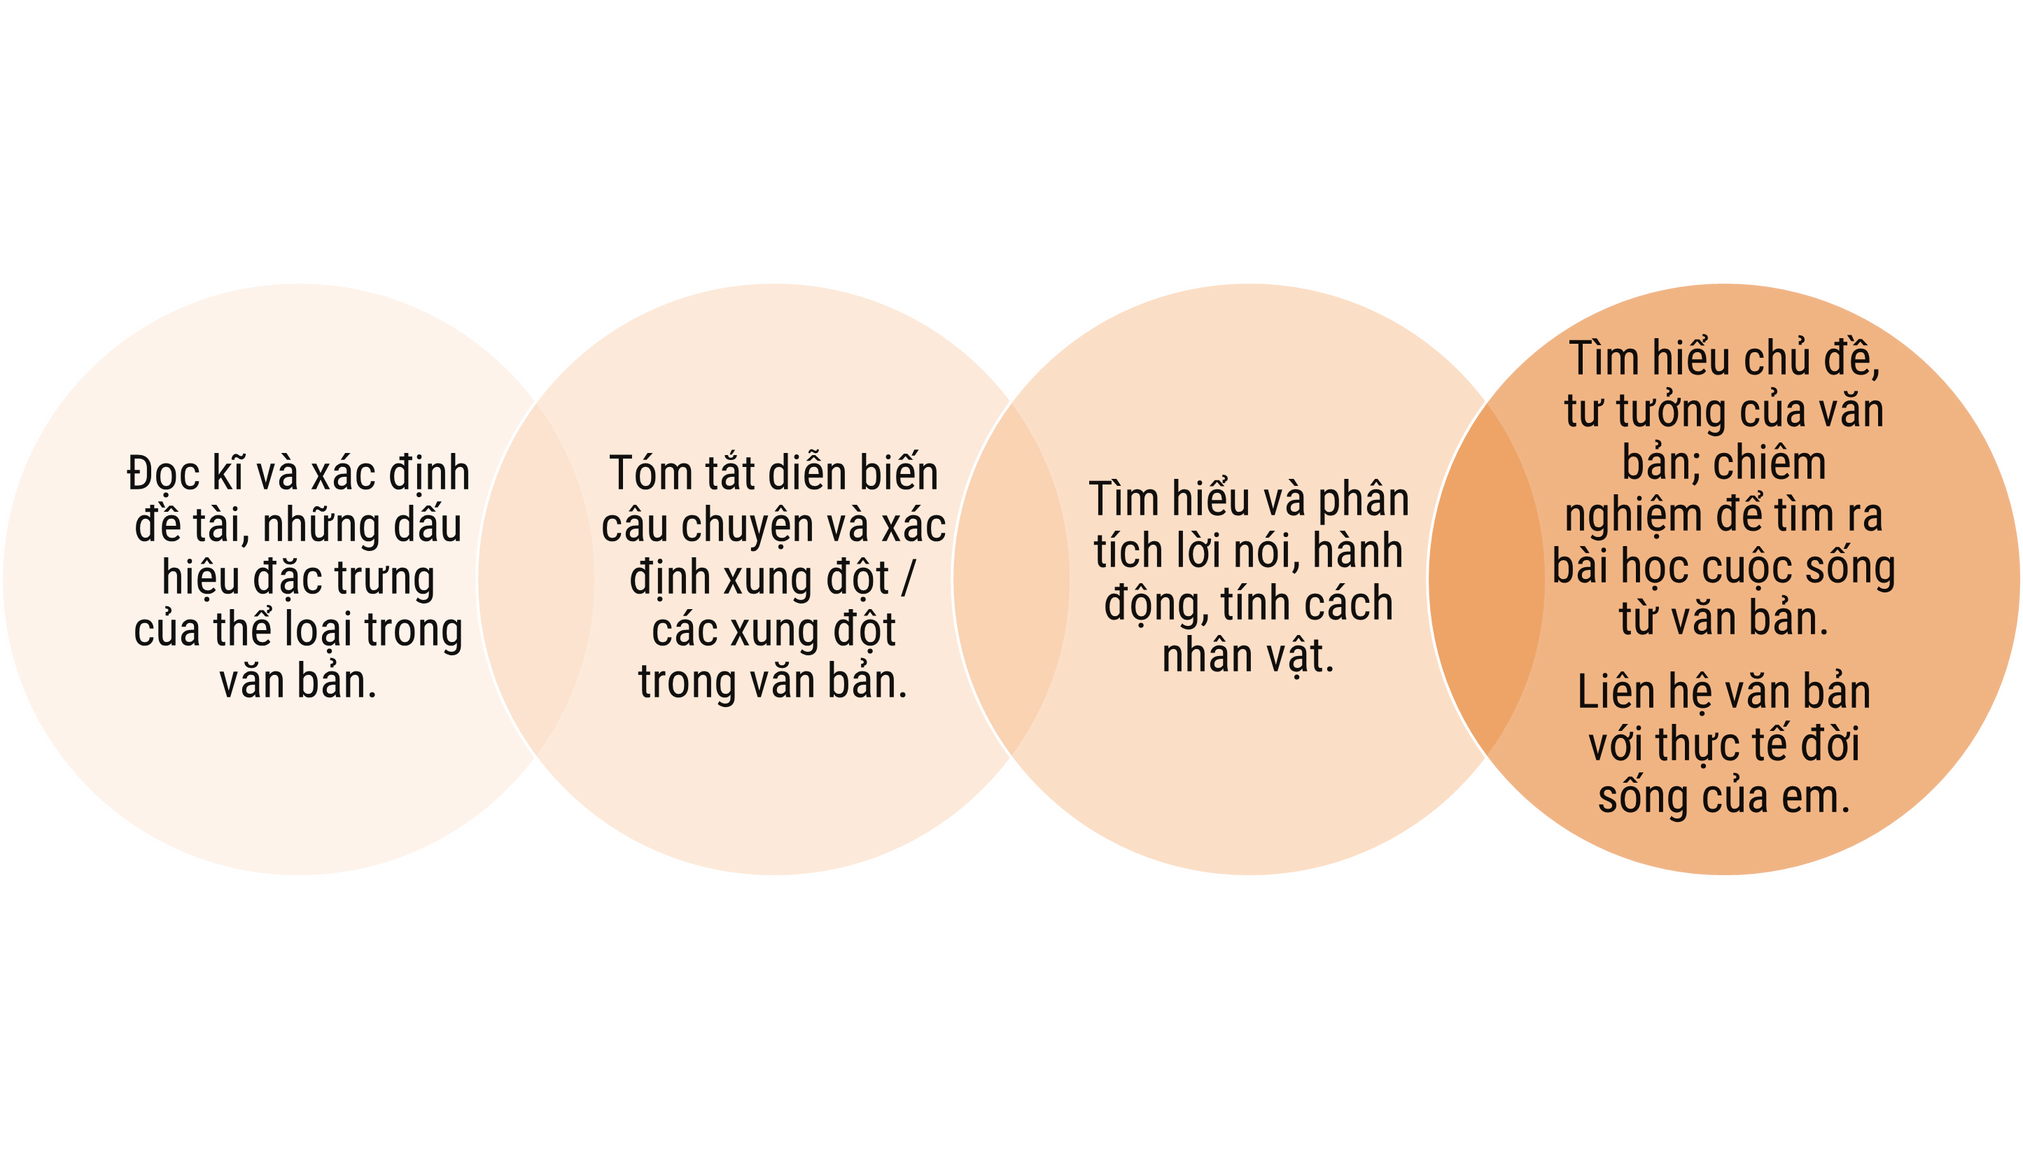 Đọc kĩ và xác định
đề tài, những dấu
hiệu đặc trưng
của thể loại trong
văn bản.
Tóm tắt diễn biến
câu chuyện và xác
định xung đột /
các xung đột
trong văn bản.
Tìm hiểu và phân
tích lời nói, hành
động, tính cách
nhân vật.
Tìm hiểu chủ đề,
tư tưởng của văn
bản; chiêm
nghiệm để tìm ra
bài học cuộc sống
từ văn bản.
Liên hệ văn bản
với thực tế đời
sống của em.